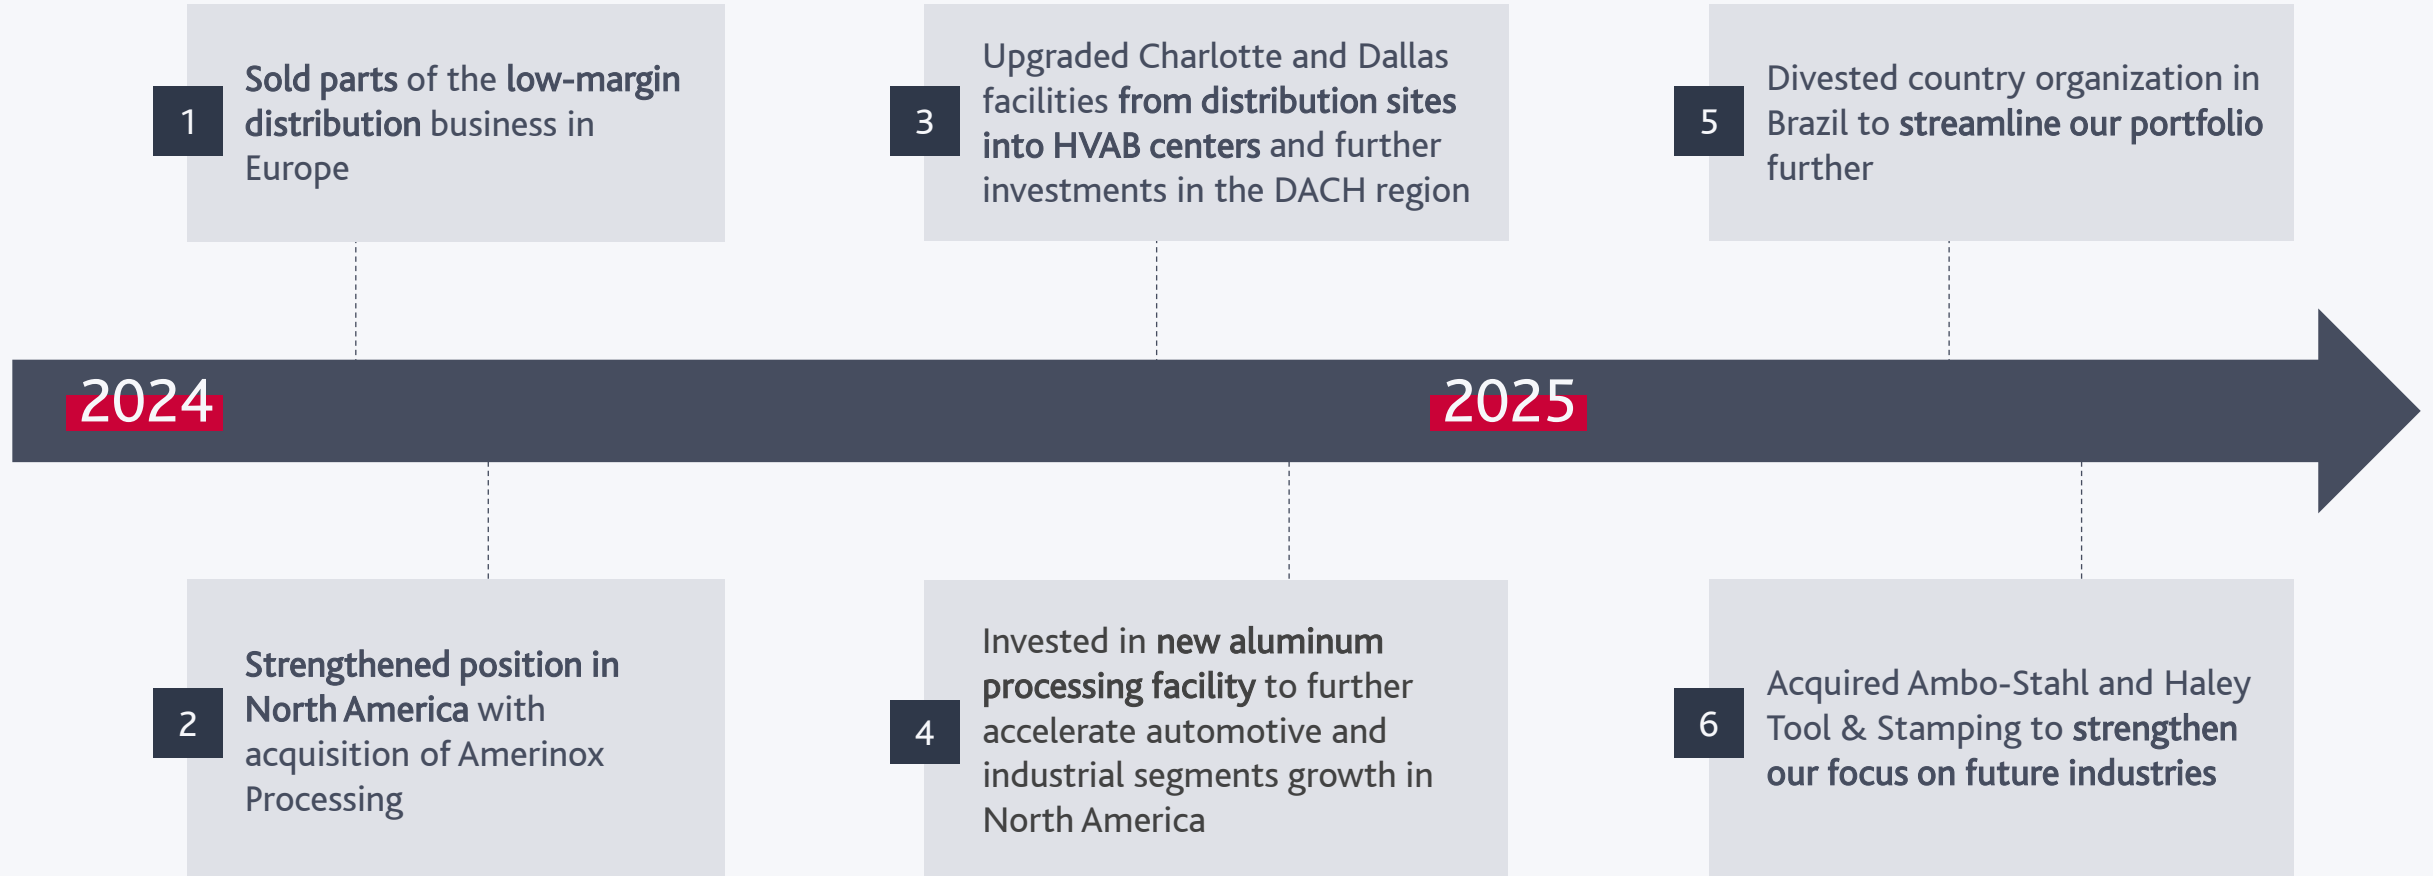 1
Sold parts of the low-margin
distribution business in
Europe
3
Upgraded Charlotte and Dallas
facilities from distribution sites
into HVAB centers and further
investments in the DACH region
5
Divested country organization in
Brazil to streamline our portfolio
further
2024
2025
2
Strengthened position in
North America with
acquisition of Amerinox
Processing
4
Invested in new aluminum
processing facility to further
accelerate automotive and
industrial segments growth in
North America
6
Acquired Ambo-Stahl and Haley
Tool & Stamping to strengthen
our focus on future industries